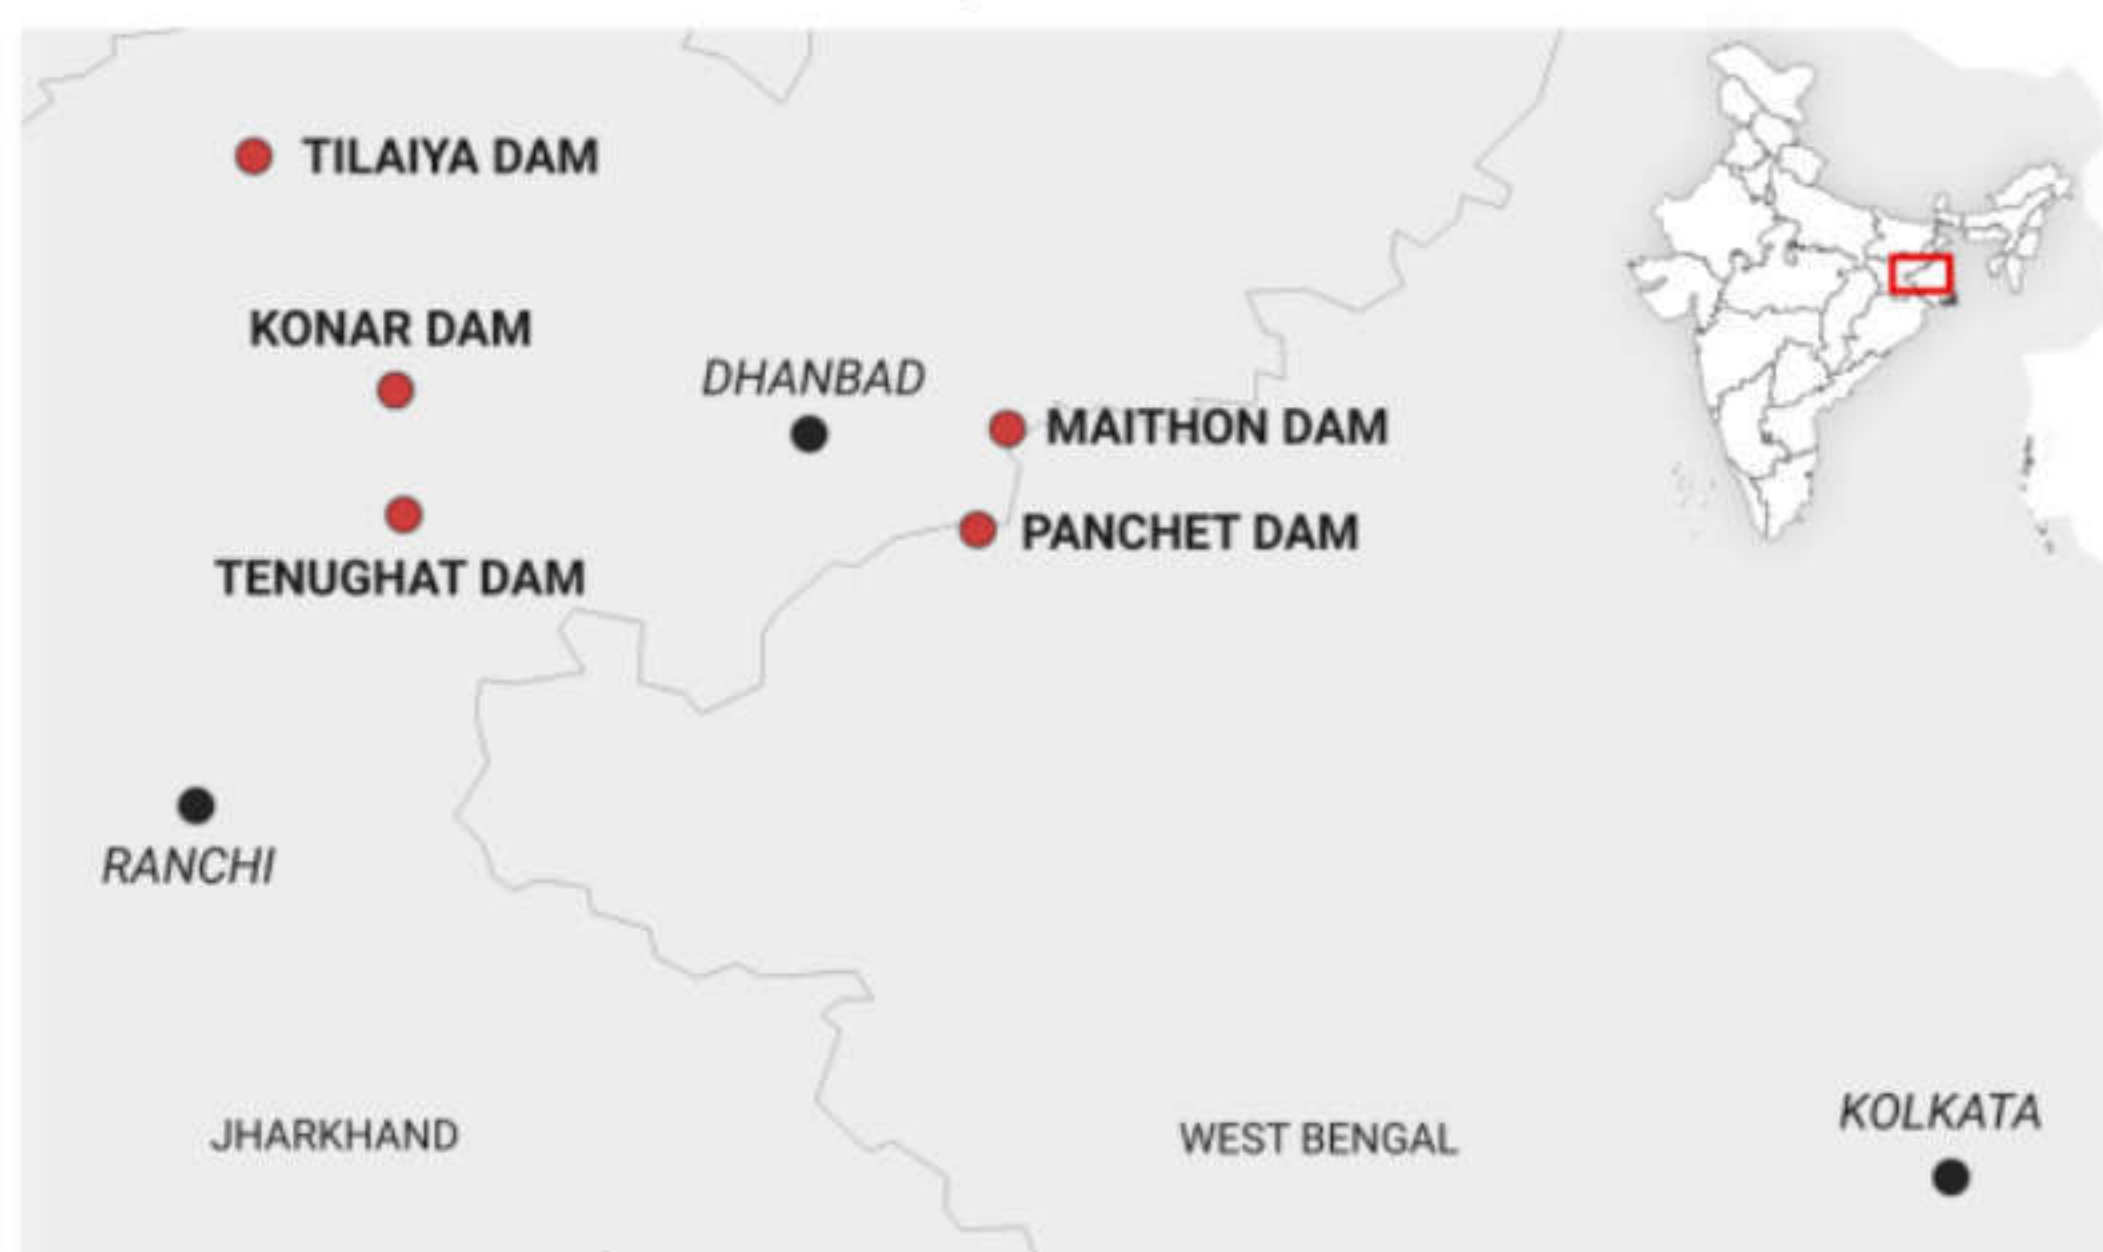 TILAIYA DAM
KONAR DAM
DHANBAD
MAITHON DAM
PANCHET DAM
TENUGHAT DAM
RANCHI
JHARKHAND
WEST BENGAL
KOLKATA